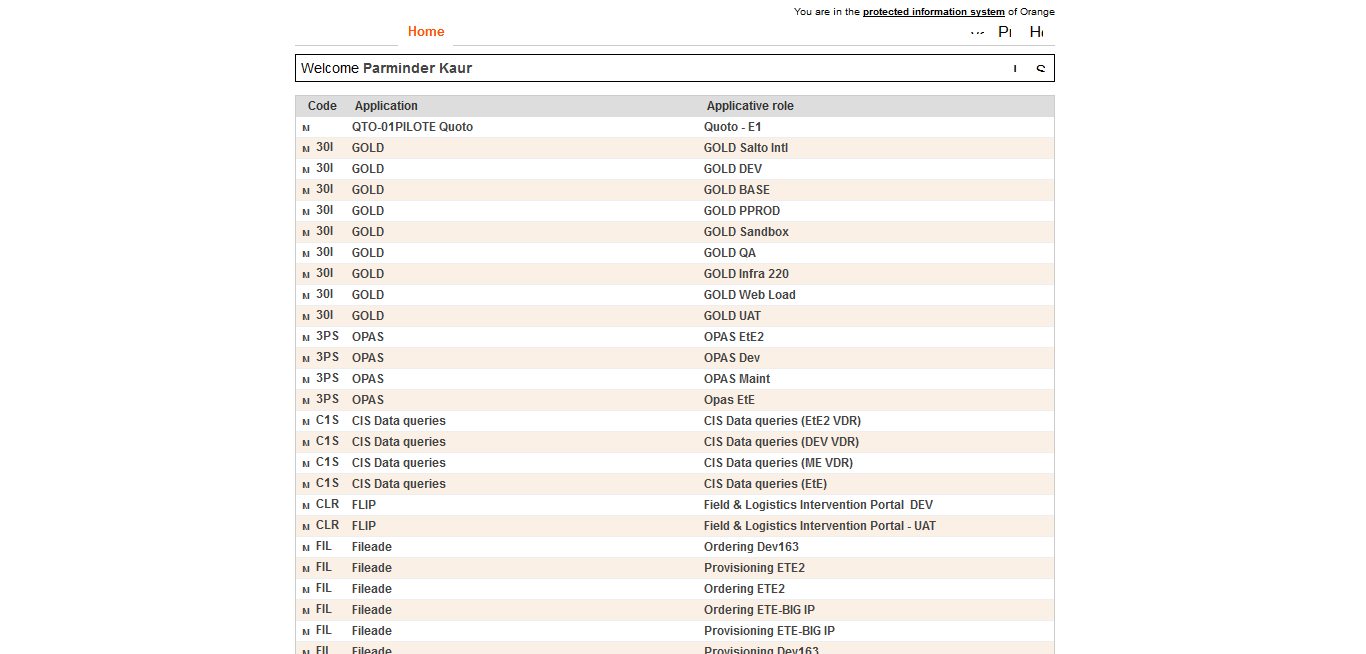 You are in the protected information system of Orange
Home
Welcome Parminder Kaur
Code Application Applicative role
QTO-01PILOTE Quoto Quoto - E1
30I GOLD GOLD Salto Intl
30I GOLD GOLD DEV
30I GOLD GOLD BASE
30I GOLD GOLD PPROD
30I GOLD GOLD Sandbox
30I GOLD GOLD QA
30I GOLD GOLD Infra 220
30I GOLD GOLD Web Load
30I GOLD GOLD UAT
3PS OPAS OPAS EtE2
3PS OPAS OPAS Dev
3PS OPAS OPAS Maint
3PS OPAS Opas EtE
C1S CIS Data queries CIS Data queries (EtE2 VDR)
C1S CIS Data queries CIS Data queries (DEV VDR)
C1S CIS Data queries CIS Data queries (ME VDR)
C1S CIS Data queries CIS Data queries (EtE)
CLR FLIP Field & Logistics Intervention Portal DEV
CLR FLIP Field & Logistics Intervention Portal - UAT
FIL Fileade Ordering Dev163
FIL Fileade Provisioning ETE2
FIL Fileade Ordering ETE2
FIL Fileade Ordering ETE-BIG IP
FIL Fileade Provisioning ETE-BIG IP
FIL Fileade Provisioning Dev163